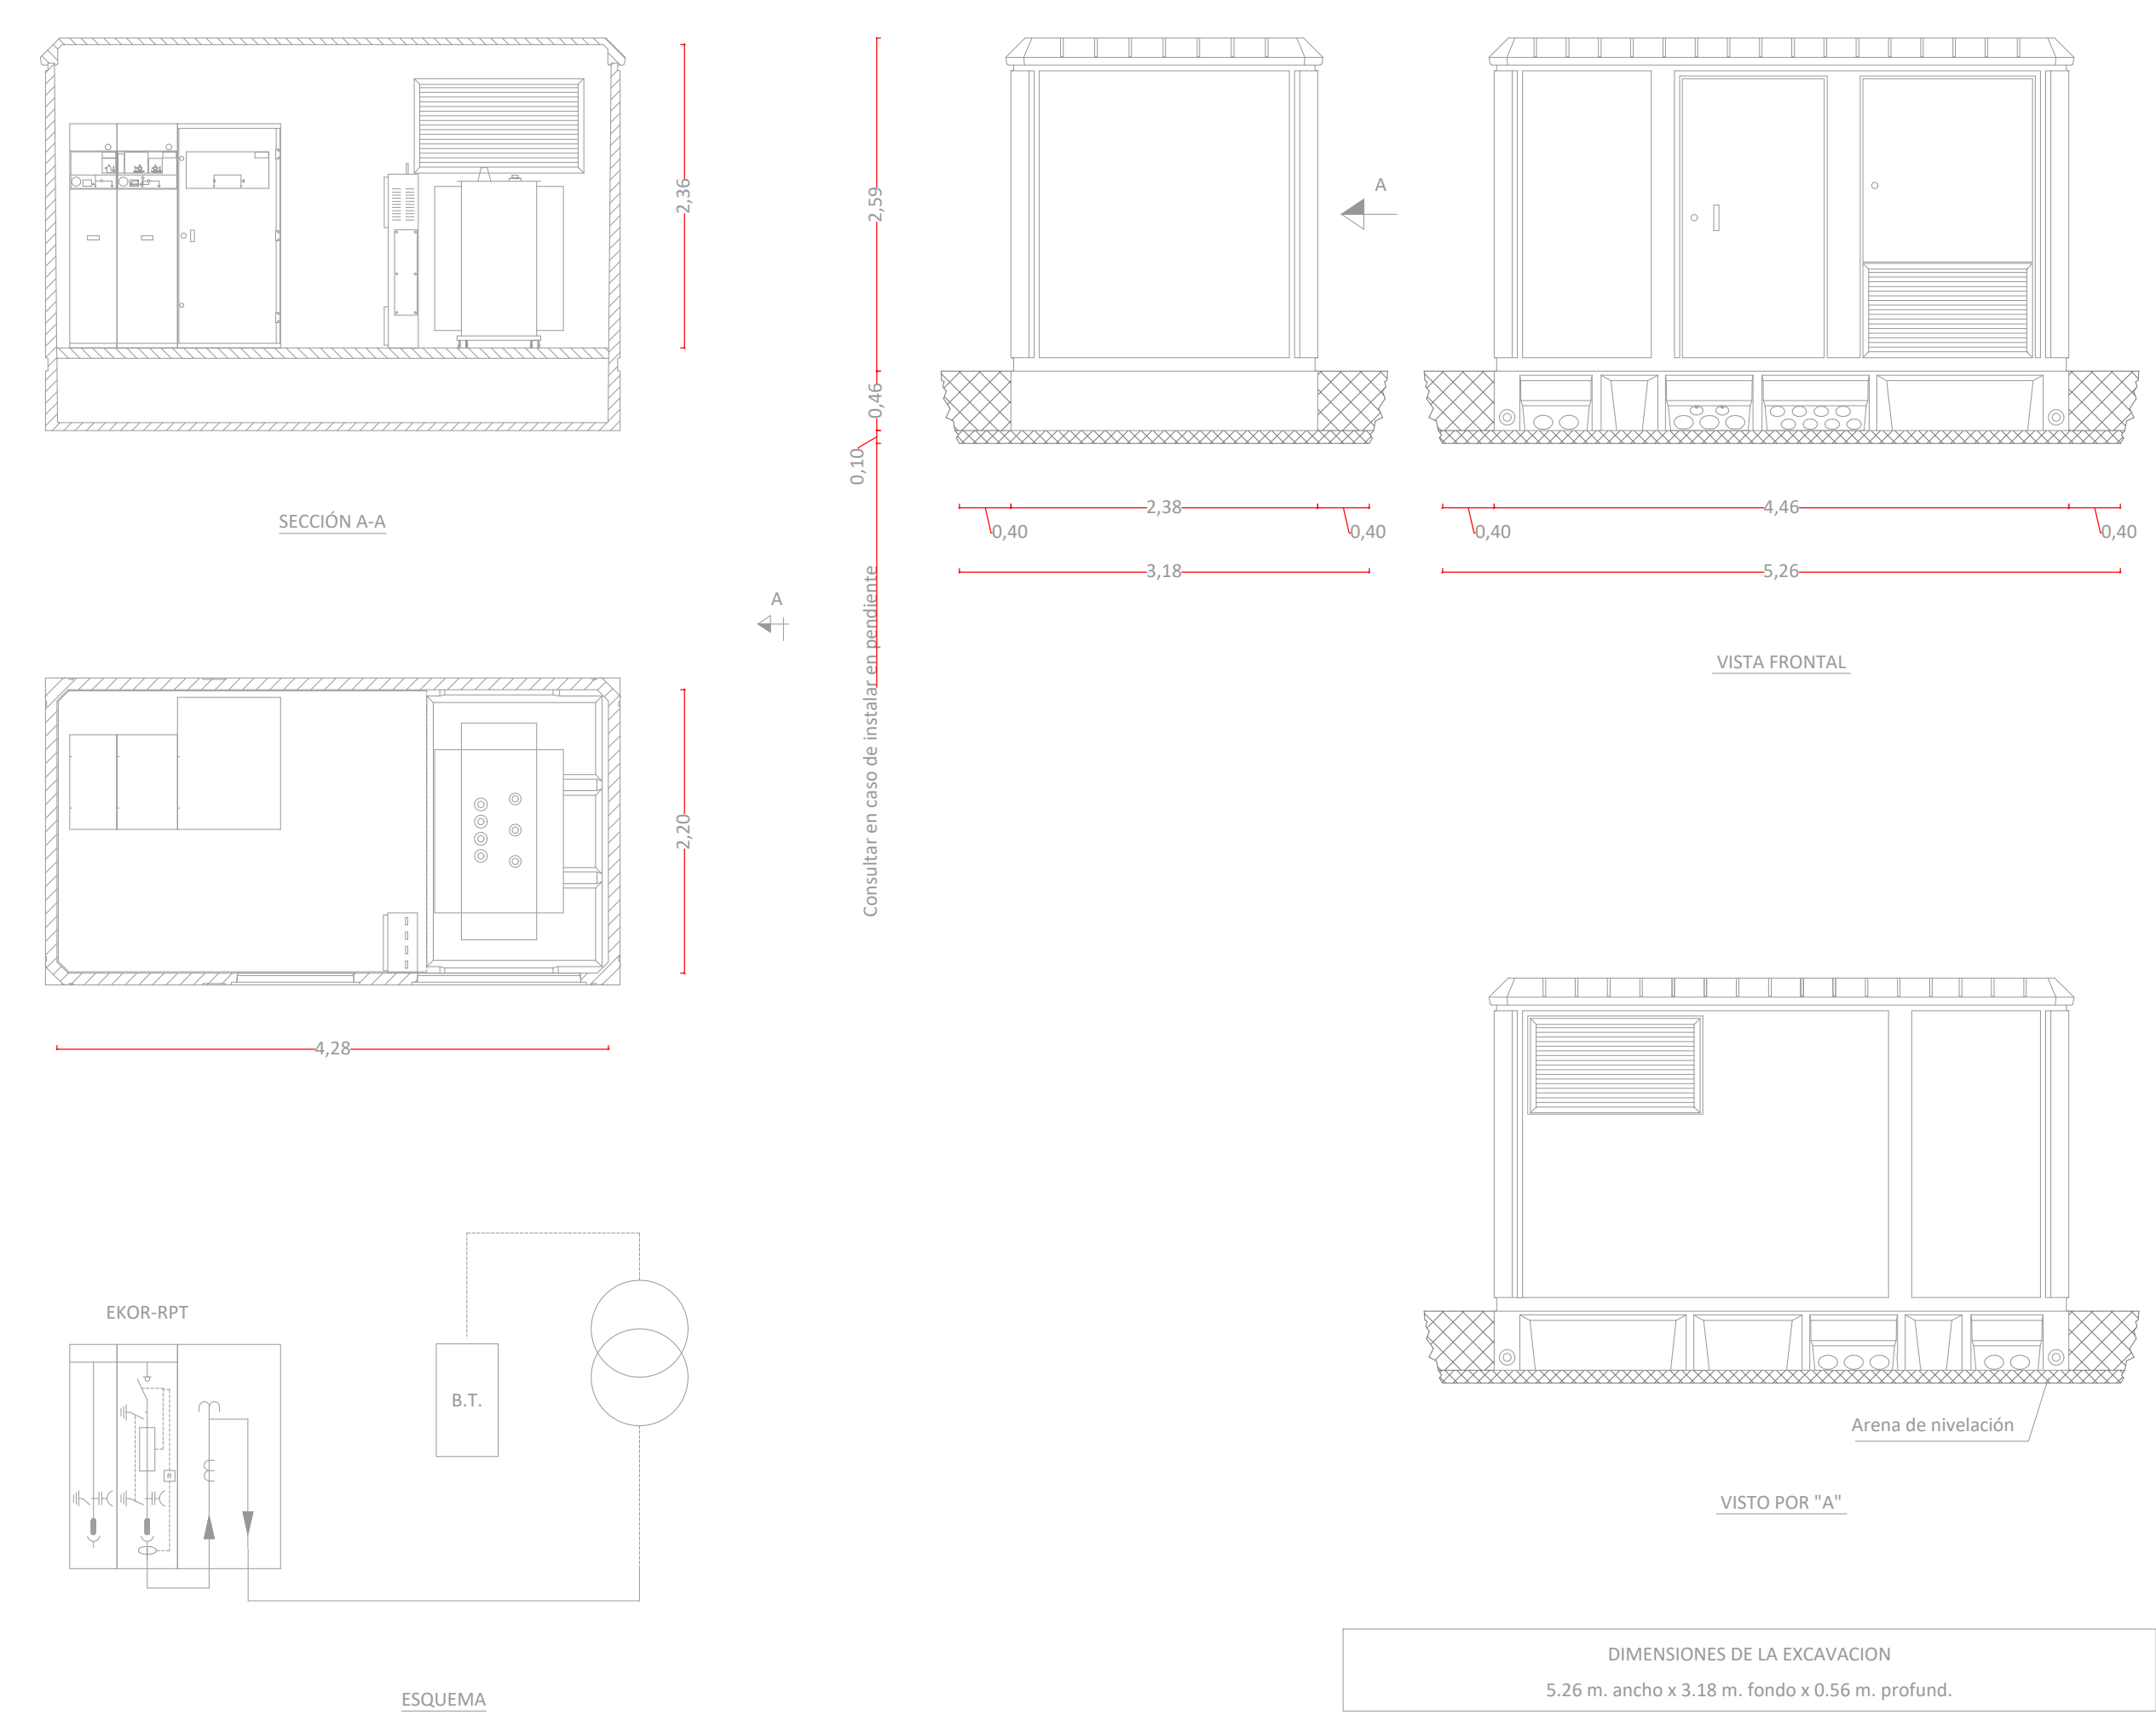 2,36
SECCIÓN A-A
2,59
0,46
0,10
Consultar en caso de instalar en pendiente
A
2,38
0,40
0,40
3,18
4,46
0,40
0,40
5,26
VISTA FRONTAL
A
2,20
4,28
EKOR-RPT
R
B.T.
ESQUEMA
Arena de nivelación
VISTO POR "A"
DIMENSIONES DE LA EXCAVACION
5.26 m. ancho x 3.18 m. fondo x 0.56 m. profund.